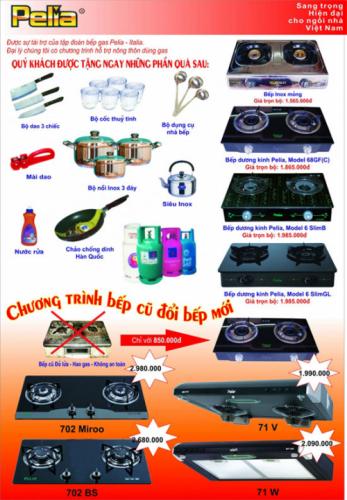 Pelia
Sang trọng
Hiện đại
cho ngôi nhà
Việt Nam
Được sự tài trợ của tập đoàn bếp gas Pelia - Italia.
Đại lý chúng tôi có chương trình hỗ trợ nông thôn dùng gas
QUÝ KHÁCH ĐƯỢC TẶNG NGAY NHỮNG PHẦN QUÀ SAU:
Bếp Inox mỏng
Giá trọn bộ: 1.565.000đ
Bộ dao 3 chiếc
Bộ cốc thuỷ tinh
Bộ dụng cụ
nhà bếp
Bếp dương kính Pelia, Model 68GF(C)
Giá trọn bộ: 1.865.000đ
Mài dao
Bộ nồi Inox 3 đáy
Siêu Inox
Bếp dương kính Pelia, Model 6 SlimB
Giá trọn bộ: 1.985.000đ
Nước rửa
Chảo chống dính
Hàn Quốc
Bếp dương kính Pelia, Model 6 SlimGL
Giá trọn bộ: 1.985.000đ
Chương trình bếp cũ đổi bếp mới
Chỉ với 850.000đ
Bếp cũ Đỏ lửa - Hao gas - Không an toàn
2.980.000
1.990.000
702 Miroo
71 V
2.680.000
2.090.000
702 BS
71 W